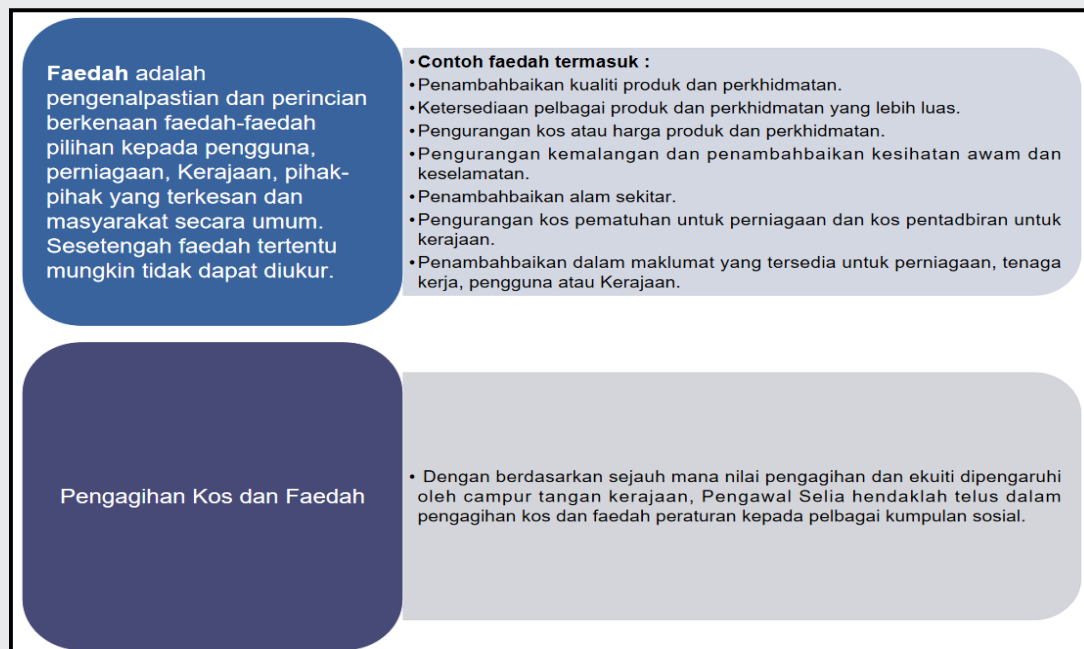 Faedah adalah
pengenalpastian dan perincian
berkenaan faedah-faedah
pilihan kepada pengguna,
perniagaan, Kerajaan, pihak-
pihak yang terkesan dan
masyarakat secara umum.
Sesetengah faedah tertentu
mungkin tidak dapat diukur.
•Contoh faedah termasuk :
•Penambahbaikan kualiti produk dan perkhidmatan.
•Ketersediaan pelbagai produk dan perkhidmatan yang lebih luas.
•Pengurangan kos atau harga produk dan perkhidmatan.
•Pengurangan kemalangan dan penambahbaikan kesihatan awam dan
keselamatan.
•Penambahbaikan alam sekitar.
•Pengurangan kos pematuhan untuk perniagaan dan kos pentadbiran untuk
kerajaan.
•Penambahbaikan dalam maklumat yang tersedia untuk perniagaan, tenaga
kerja, pengguna atau Kerajaan.
Pengagihan Kos dan Faedah
• Dengan berdasarkan sejauh mana nilai pengagihan dan ekuiti dipengaruhi
oleh campur tangan kerajaan, Pengawal Selia hendaklah telus dalam
pengagihan kos dan faedah peraturan kepada pelbagai kumpulan sosial.